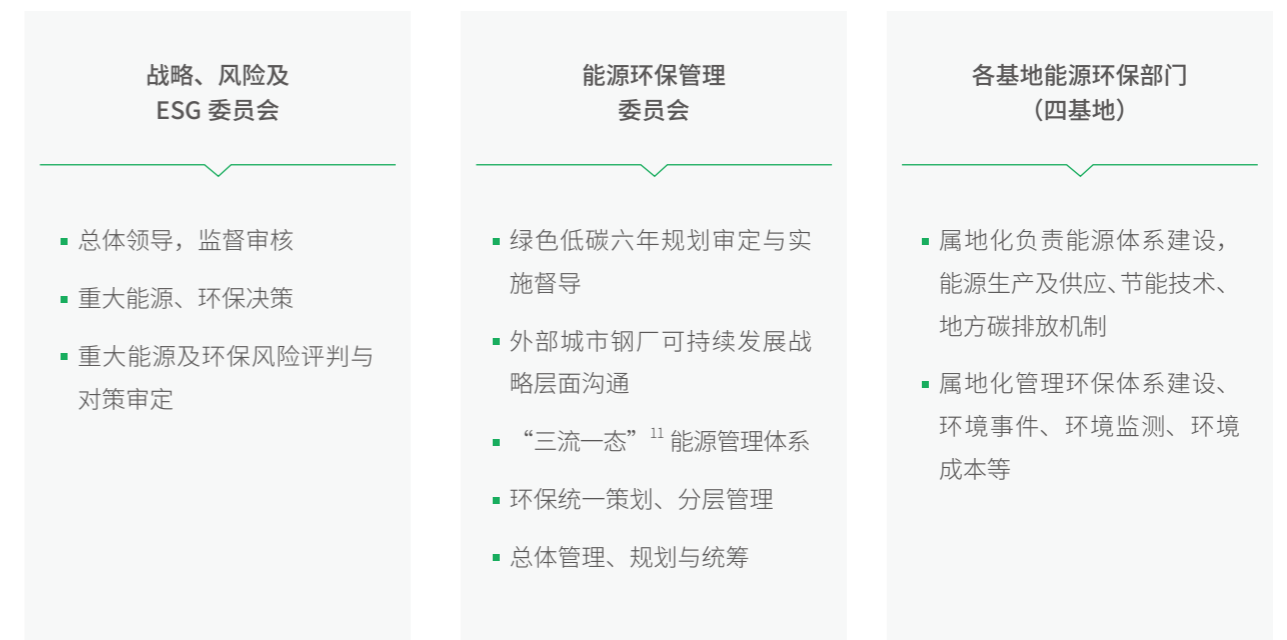 战略、风险及
ESG 委员会
总体领导，监督审核
重大能源、环保决策
重大能源及环保风险评判与
对策审定
能源环保管理
委员会
绿色低碳六年规划审定与实
施督导
外部城市钢厂可持续发展战
略层面沟通
“三流一态”11 能源管理体系
环保统一策划、分层管理
总体管理、规划与统筹
各基地能源环保部门
（四基地）
属地化负责能源体系建设，
能源生产及供应、节能技术、
地方碳排放机制
属地化管理环保体系建设、
环境事件、环境监测、环境
成本等